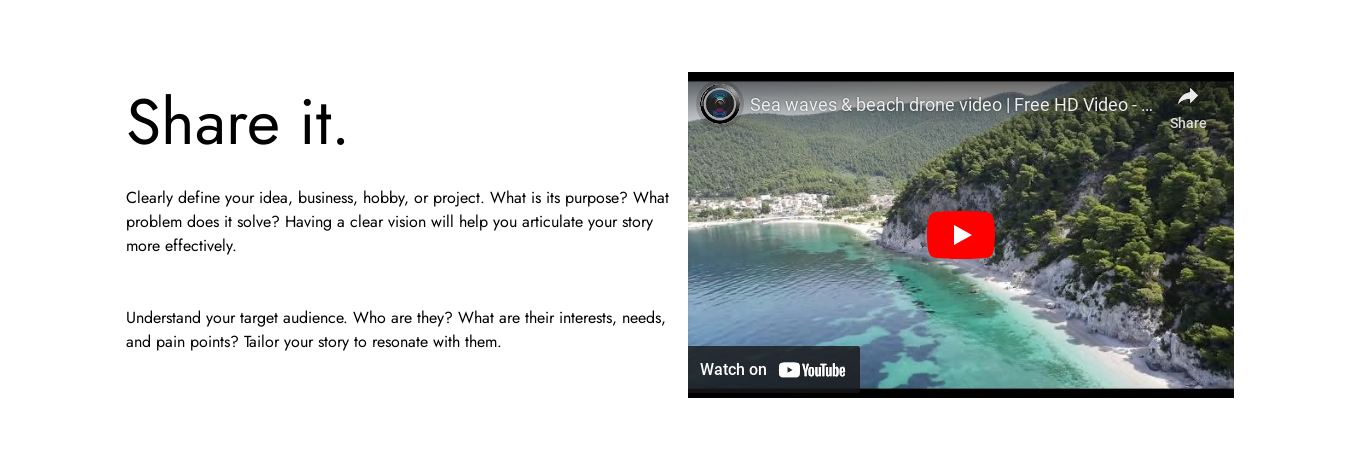 Share it.
Clearly define your idea, business, hobby, or project. What is its purpose? What
problem does it solve? Having a clear vision will help you articulate your story
more effectively.
Understand your target audience. Who are they? What are their interests, needs,
and pain points? Tailor your story to resonate with them.
Sea waves & beach drone video | Free HD Video - ...
Share
Watch on YouTube